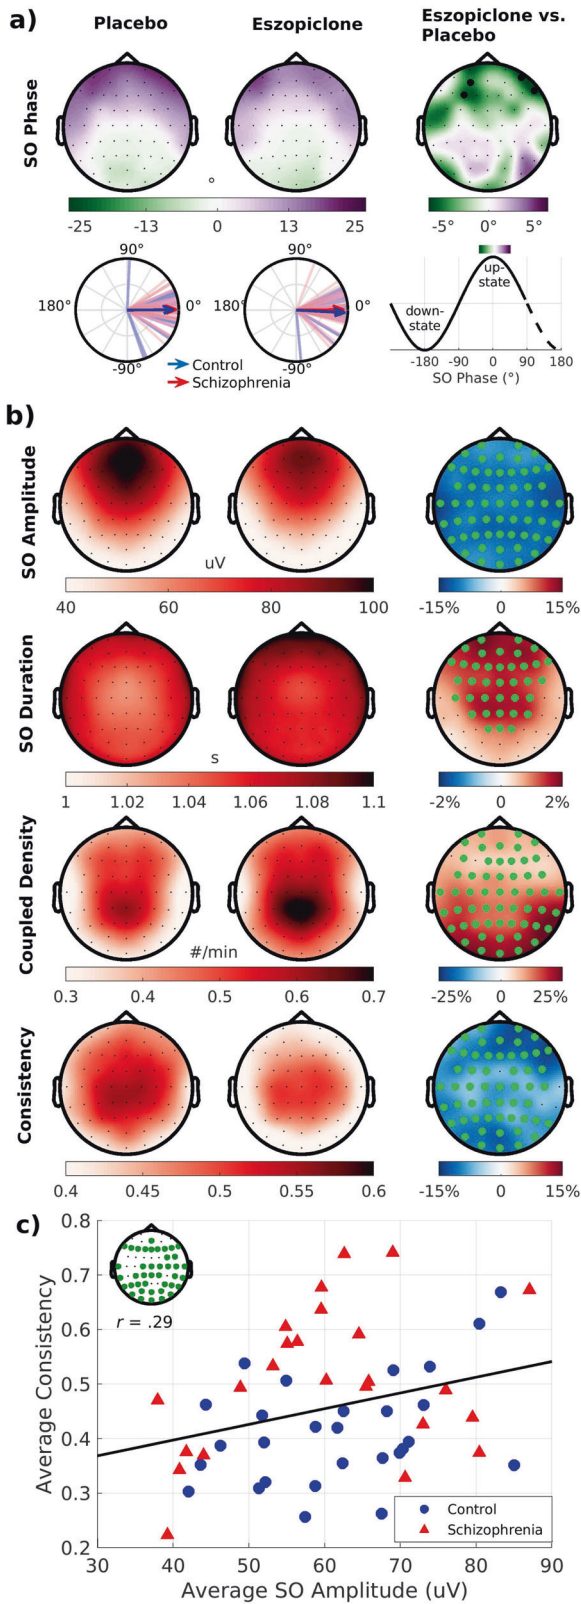 a)
Placebo
Eszopiclone
Eszopiclone vs.
Placebo
SO Phase
°
-25 -13 0 13 25
-5° 0 5°
90°
180°
0°
-90°
90°
180°
0°
-90°
Control
Schizophrenia
up-
state
down-
state
-180 -90 0 90 180
SO Phase (°)
b)
SO Amplitude
uV
40 60 80 100
-15% 0 15%
SO Duration
s
1 1.02 1.04 1.06 1.08 1.1
-2% 0 2%
Coupled Density
#/min
0.3 0.4 0.5 0.6 0.7
-25% 0 25%
Consistency
0.4 0.45 0.5 0.55 0.6
-15% 0 15%
c)
0.8
0.7
0.6
0.5
0.4
0.3
0.2
Average Consistency
r = .29
Control
Schizophrenia
30 40 50 60 70 80 90
Average SO Amplitude (uV)